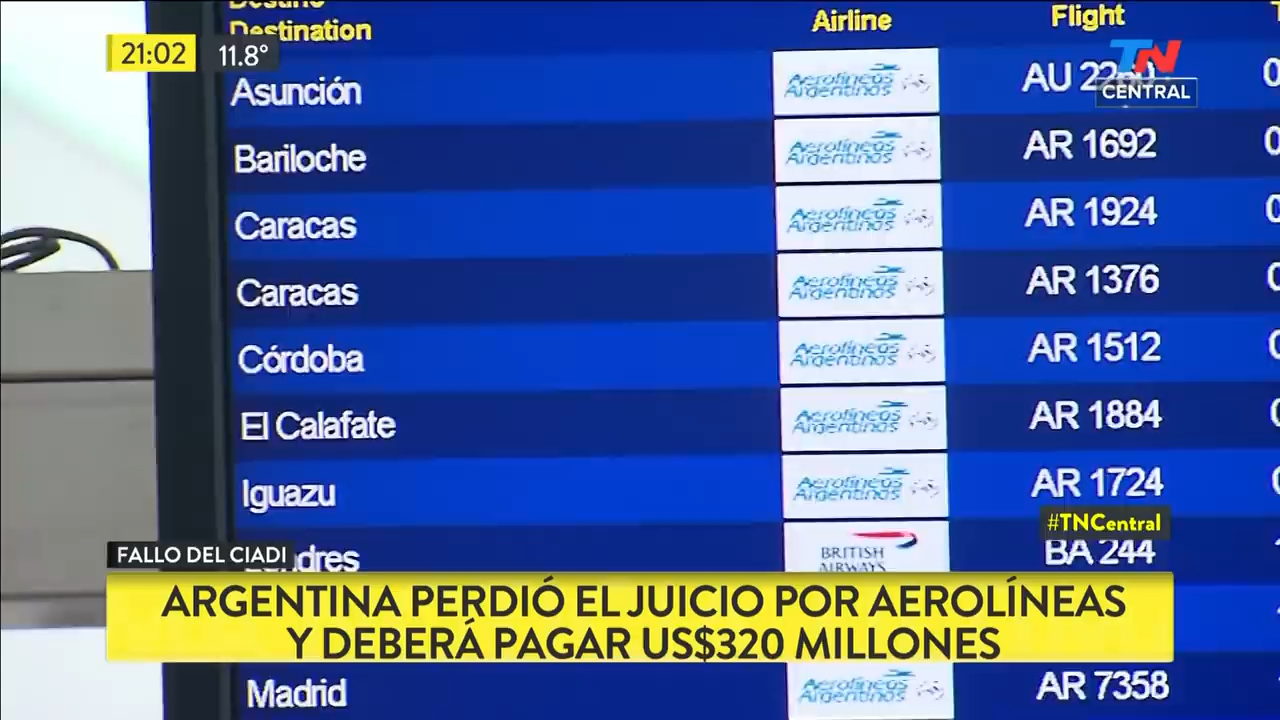 Destino
Destination Airline Flight
21:02 11.8°
TN
CENTRAL
Asunción Aerolíneas Argentinas AU
Bariloche Aerolíneas Argentinas AR 1692
Caracas Aerolíneas Argentinas AR 1924
Caracas Aerolíneas Argentinas AR 1376
Córdoba Aerolíneas Argentinas AR 1512
El Calafate Aerolíneas Argentinas AR 1884
Iguazu Aerolíneas Argentinas AR 1724
#TNCentral
BRITISH AIRWAYS BA 244
FALLO DEL CIADI
ARGENTINA PERDIÓ EL JUICIO POR AEROLÍNEAS
Y DEBERÁ PAGAR US$320 MILLONES
Madrid Aerolíneas Argentinas AR 7358